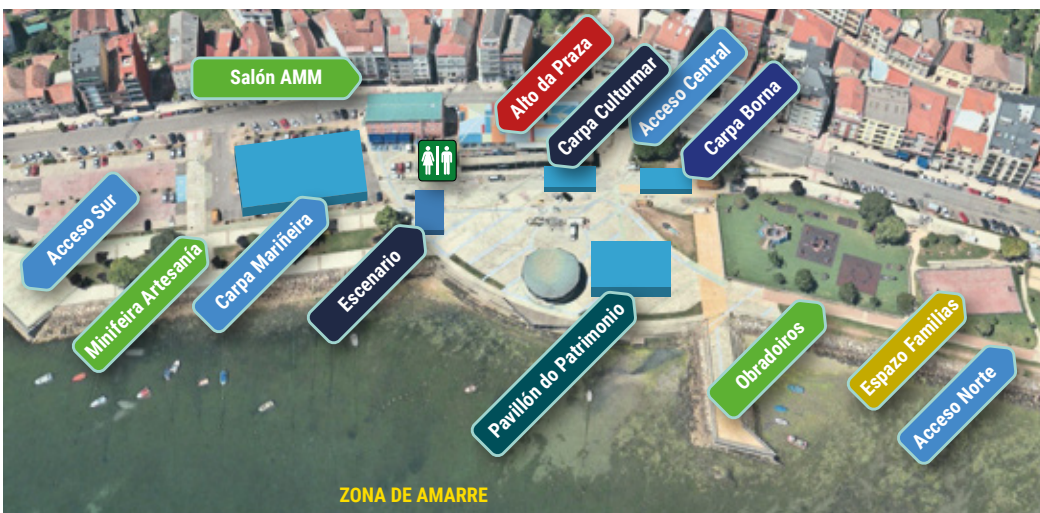 Salón AMM
Alto da Praza
Carpa Culturmar
Acceso Central
Carpa Borna
Acceso Sur
Minifeira Artesanía
Carpa Mariñeira
Escenario
Pavillón do Patrimonio
Obradoiros
Espazo Familias
Acceso Norte
ZONA DE AMARRE